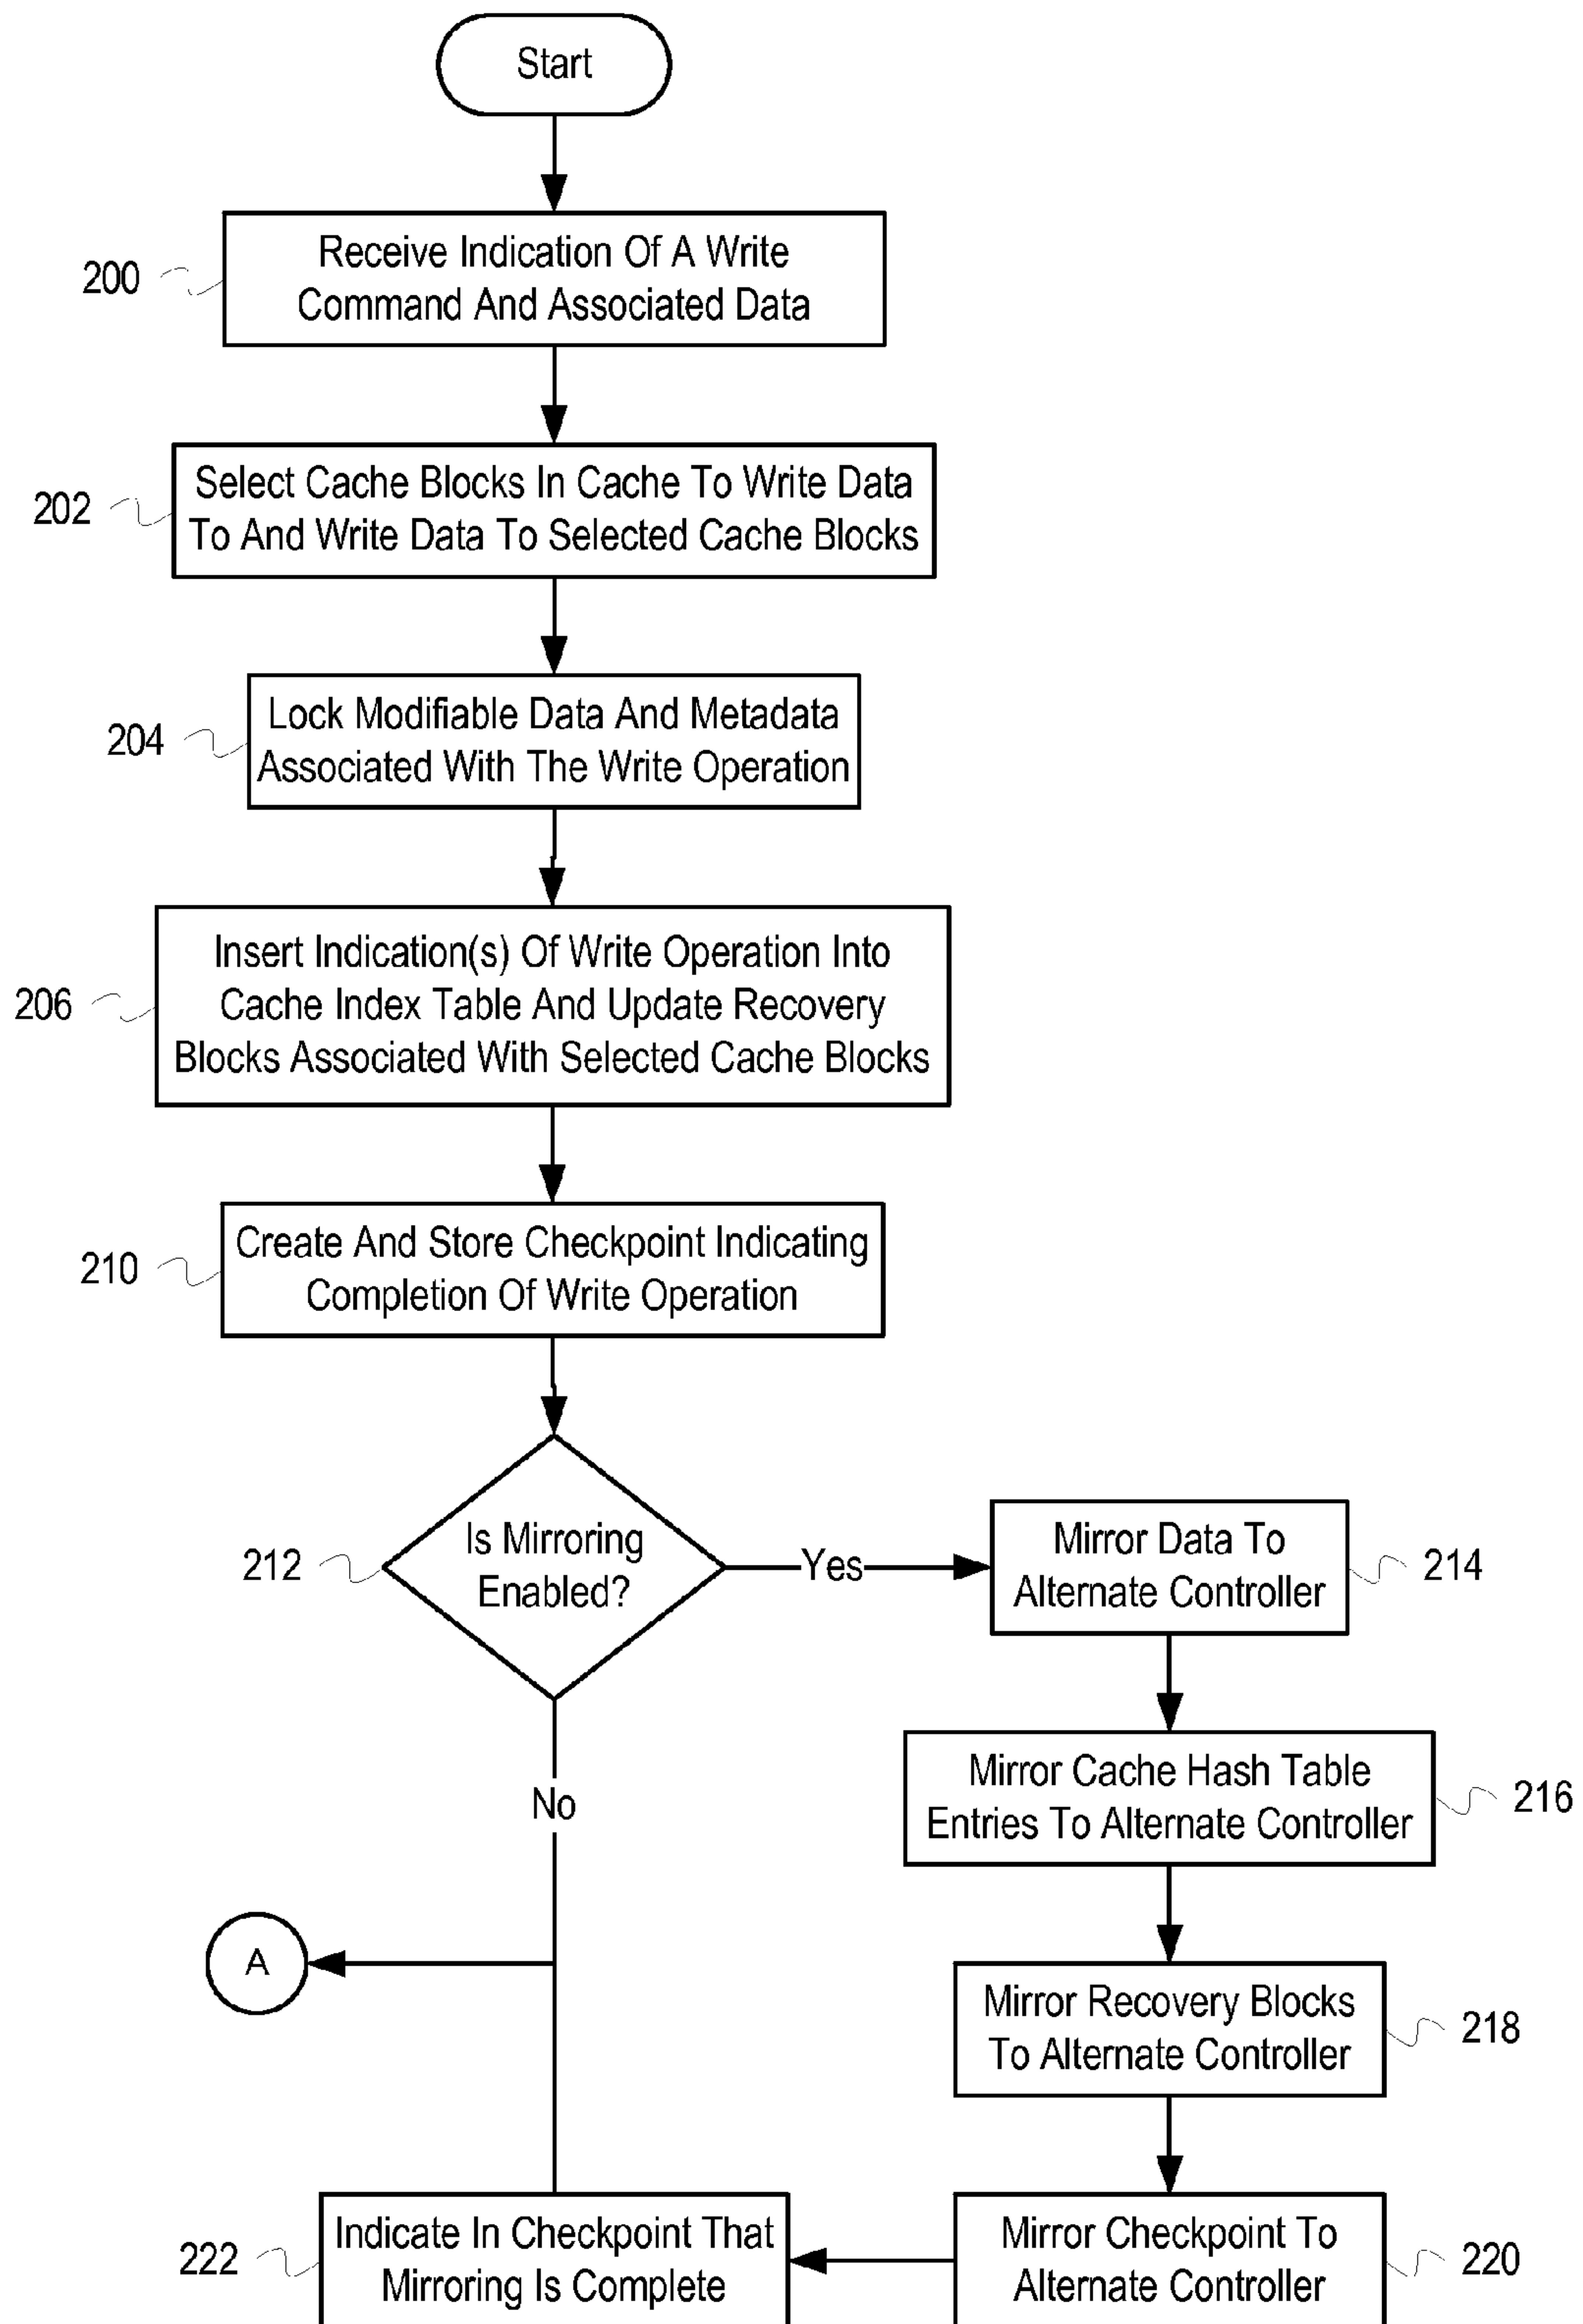 Start
200
Receive Indication Of A Write
Command And Associated Data
202
Select Cache Blocks In Cache To Write Data
To And Write Data To Selected Cache Blocks
204
Lock Modifiable Data And Metadata
Associated With The Write Operation
206
Insert Indication(s) Of Write Operation Into
Cache Index Table And Update Recovery
Blocks Associated With Selected Cache Blocks
210
Create And Store Checkpoint Indicating
Completion Of Write Operation
212
Is Mirroring
Enabled?
Yes
Mirror Data To
Alternate Controller
214
Mirror Cache Hash Table
Entries To Alternate Controller
216
No
A
Mirror Recovery Blocks
To Alternate Controller
218
222
Indicate In Checkpoint That
Mirroring Is Complete
Mirror Checkpoint To
Alternate Controller
220